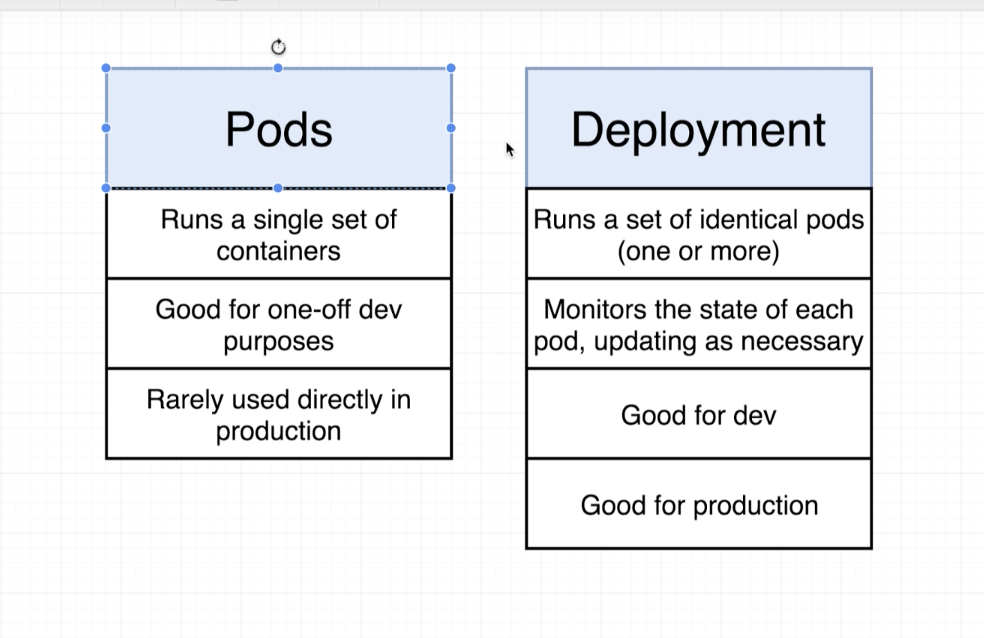 Pods
Runs a single set of
containers
Good for one-off dev
purposes
Rarely used directly in
production
Deployment
Runs a set of identical pods
(one or more)
Monitors the state of each
pod, updating as necessary
Good for dev
Good for production